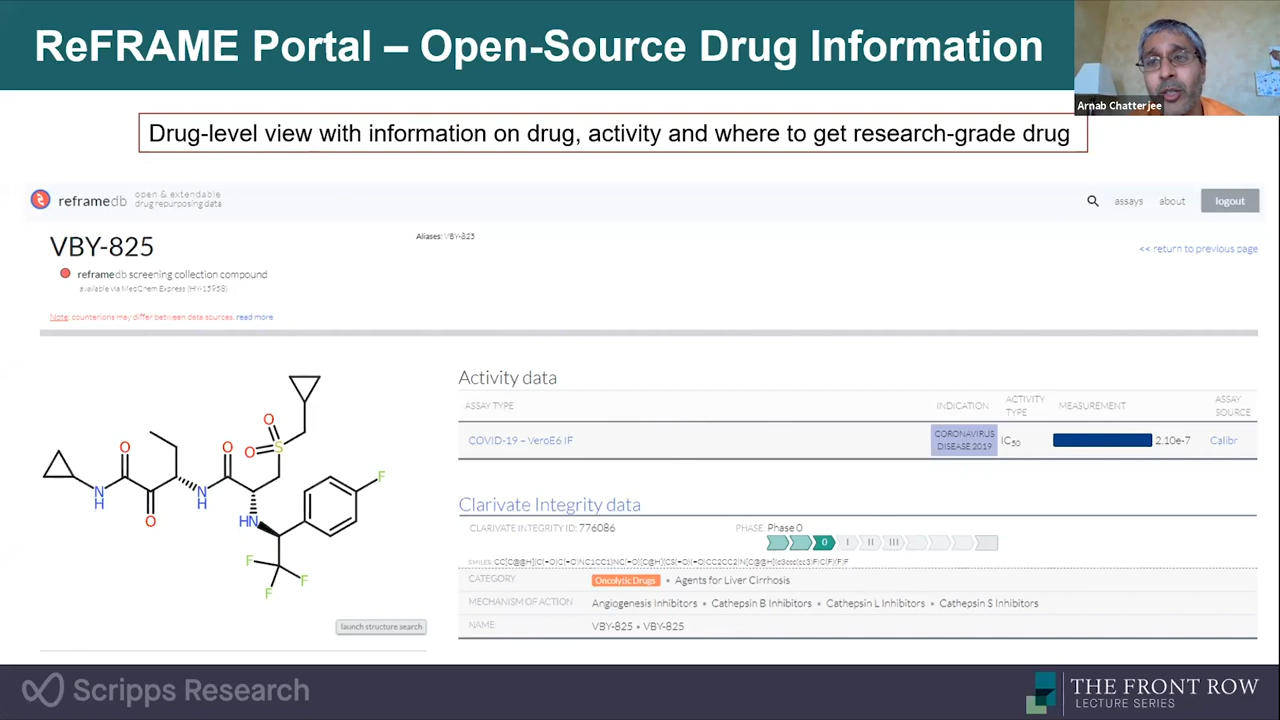 ReFRAME Portal – Open-Source Drug Information
Arnab Chatterjee
Drug-level view with information on drug, activity and where to get research-grade drug
reframedb
open & extendable
drug repurposing data
assays about logout
VBY-825
Aliases: VBY-825
<< return to previous page
reframedb screening collection compound
available via MedChem Express (HY-15958)
Note: counterions may differ between data sources. read more
O
O
O
O
S
O
N
H
N
H
O
HN
F
F
F
F
launch structure search
Activity data
ASSAY TYPE INDICATION ACTIVITY TYPE MEASUREMENT ASSAY SOURCE
COVID-19 – VeroE6 IF CORONAVIRUS DISEASE 2019 IC50 2.10e-7 Calibr
Clarivate Integrity data
CLARIVATE INTEGRITY ID: 776086 PHASE: Phase 0
0 I II III
SMILES:
CATEGORY Oncolytic Drugs • Agents for Liver Cirrhosis
MECHANISM OF ACTION Angiogenesis Inhibitors • Cathepsin B Inhibitors • Cathepsin L Inhibitors • Cathepsin S Inhibitors
NAME VBY-825 • VBY-825
Scripps Research
THE FRONT ROW
LECTURE SERIES